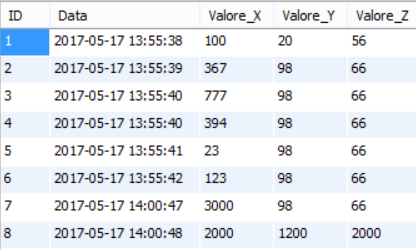 ID Data Valore_X Valore_Y Valore_Z
1 2017-05-17 13:55:38 100 20 56
2 2017-05-17 13:55:39 367 98 66
3 2017-05-17 13:55:40 777 98 66
4 2017-05-17 13:55:40 394 98 66
5 2017-05-17 13:55:41 23 98 66
6 2017-05-17 13:55:42 123 98 66
7 2017-05-17 14:00:47 3000 98 66
8 2017-05-17 14:00:48 2000 1200 2000